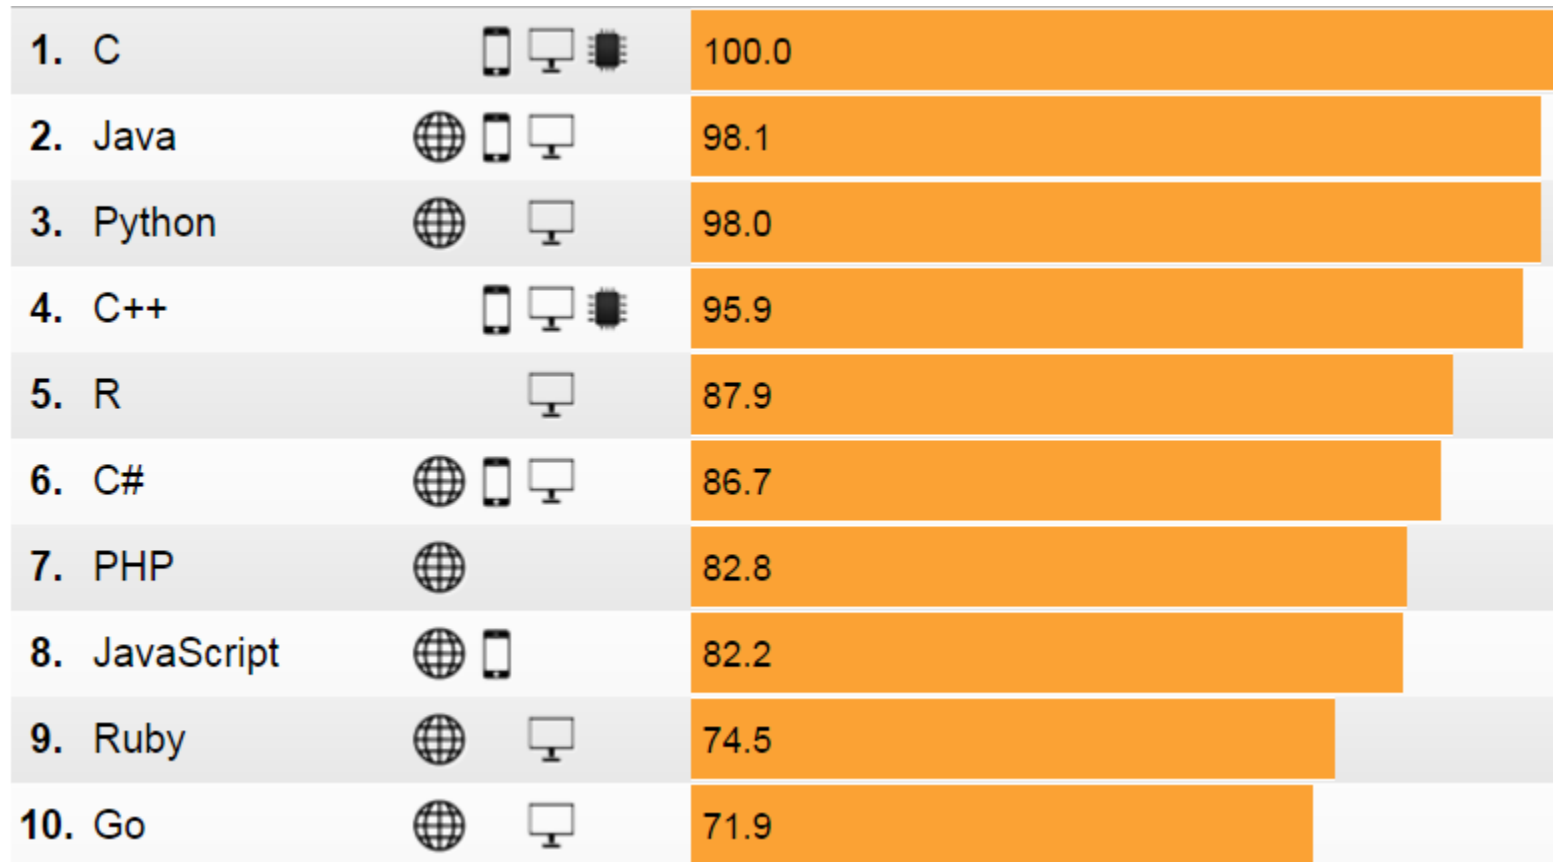 1. C 100.0
2. Java 98.1
3. Python 98.0
4. C++ 95.9
5. R 87.9
6. C# 86.7
7. PHP 82.8
8. JavaScript 82.2
9. Ruby 74.5
10. Go 71.9